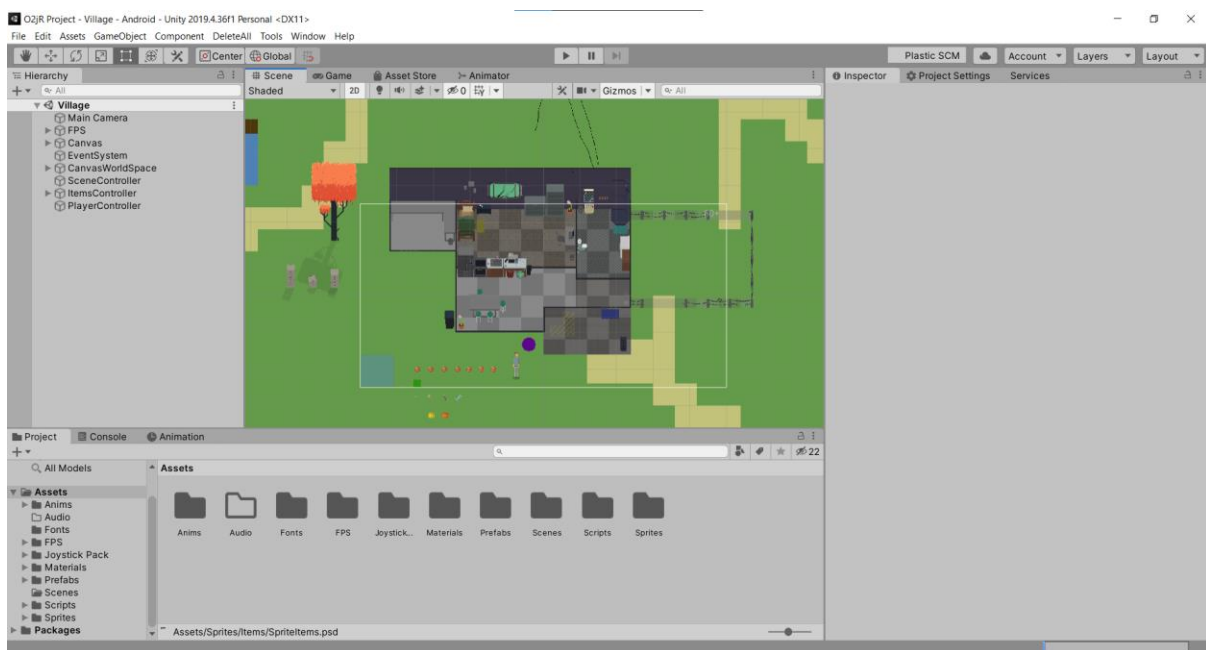 O2jR Project - Village - Android - Unity 2019.4.36f1 Personal <DX11>
File Edit Assets GameObject Component DeleteAll Tools Window Help
Center Global Plastic SCM Account Layers Layout
Hierarchy Scene Game Asset Store Animator Inspector Project Settings Services
All Shaded 2D 0 Gizmos All
Village
Main Camera
FPS
Canvas
EventSystem
CanvasWorldSpace
SceneController
ItemsController
PlayerController
Project Console Animation
22
All Models
Assets
Assets
Anims
Audio
Fonts
FPS
Joystick Pack
Materials
Prefabs
Scenes
Scripts
Sprites
Packages
Anims Audio Fonts FPS Joystick... Materials Prefabs Scenes Scripts Sprites
Assets/Sprites/Items/SpriteItems.psd